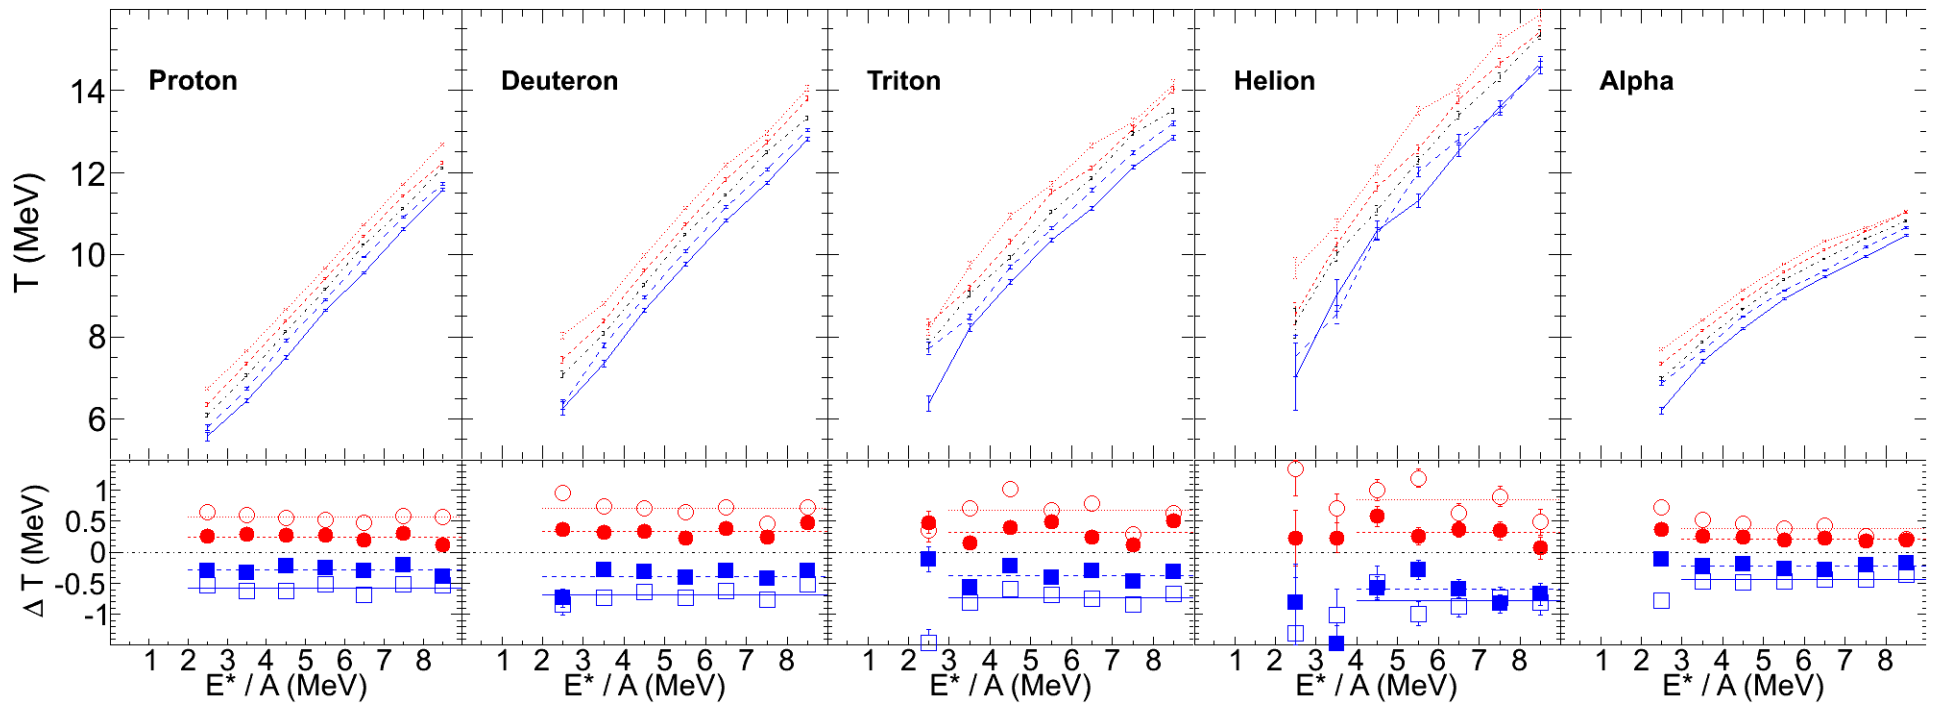 Proton
Deuteron
Triton
Helion
Alpha
T (MeV)
14
12
10
8
6
Δ T (MeV)
1
0.5
0
-0.5
-1
1 2 3 4 5 6 7 8
1 2 3 4 5 6 7 8
1 2 3 4 5 6 7 8
1 2 3 4 5 6 7 8
1 2 3 4 5 6 7 8
E* / A (MeV)
E* / A (MeV)
E* / A (MeV)
E* / A (MeV)
E* / A (MeV)